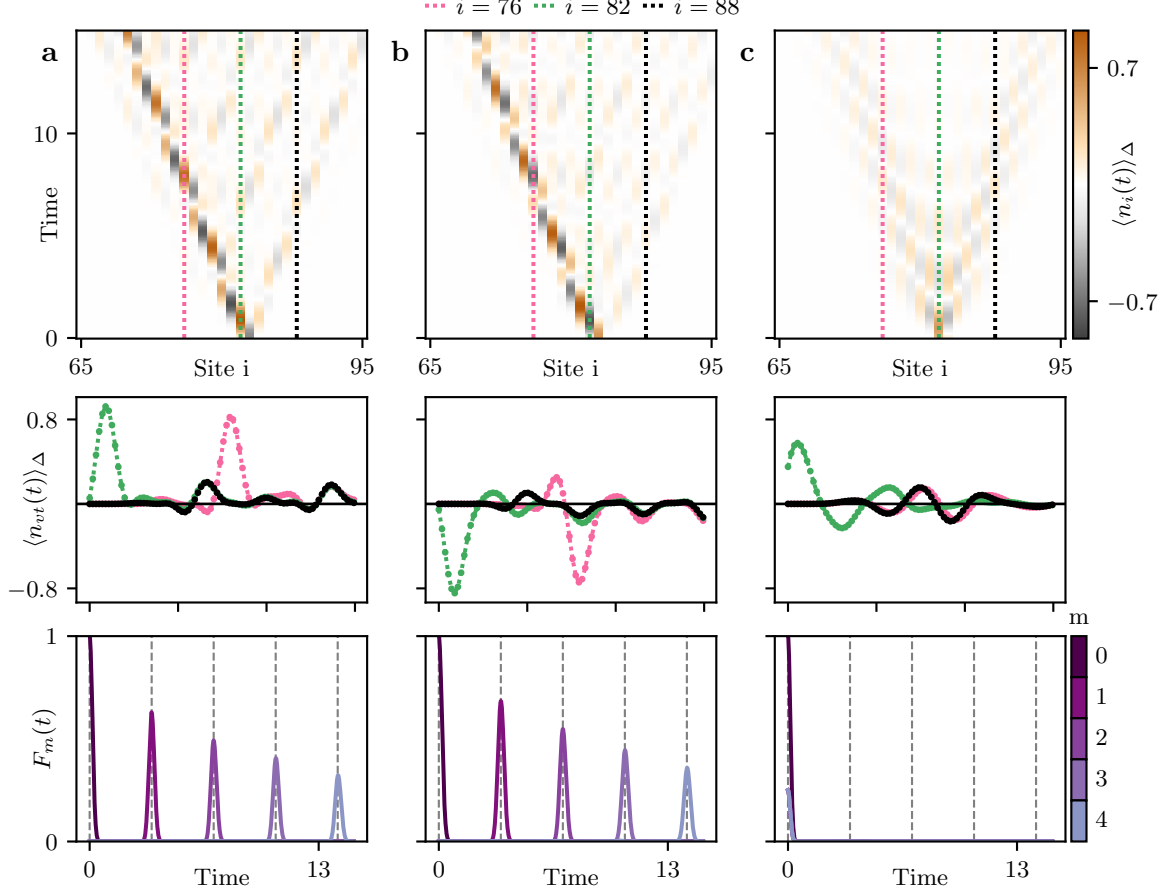 i = 76 i = 82 i = 88
a b c
Time
10
0
65 Site i 95
65 Site i 95
65 Site i 95
0.7
−0.7
⟨n_i(t)⟩_Δ
⟨n_{vt}(t)⟩_Δ
0.8
−0.8
F_m(t)
1
0
0 Time 13
0 Time 13
0 Time 13
m
0
1
2
3
4